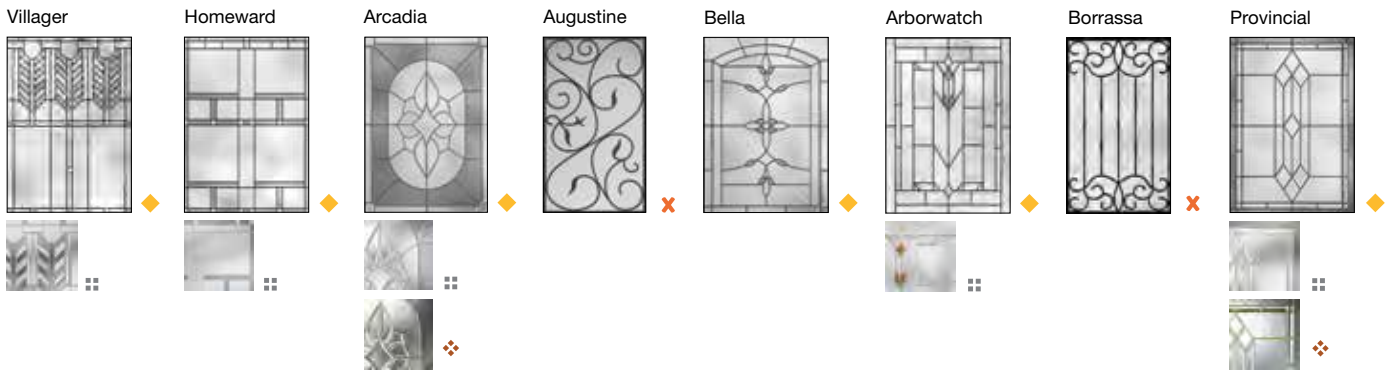 Villager
Homeward
Arcadia
Augustine
Bella
Arborwatch
Borrassa
Provincial